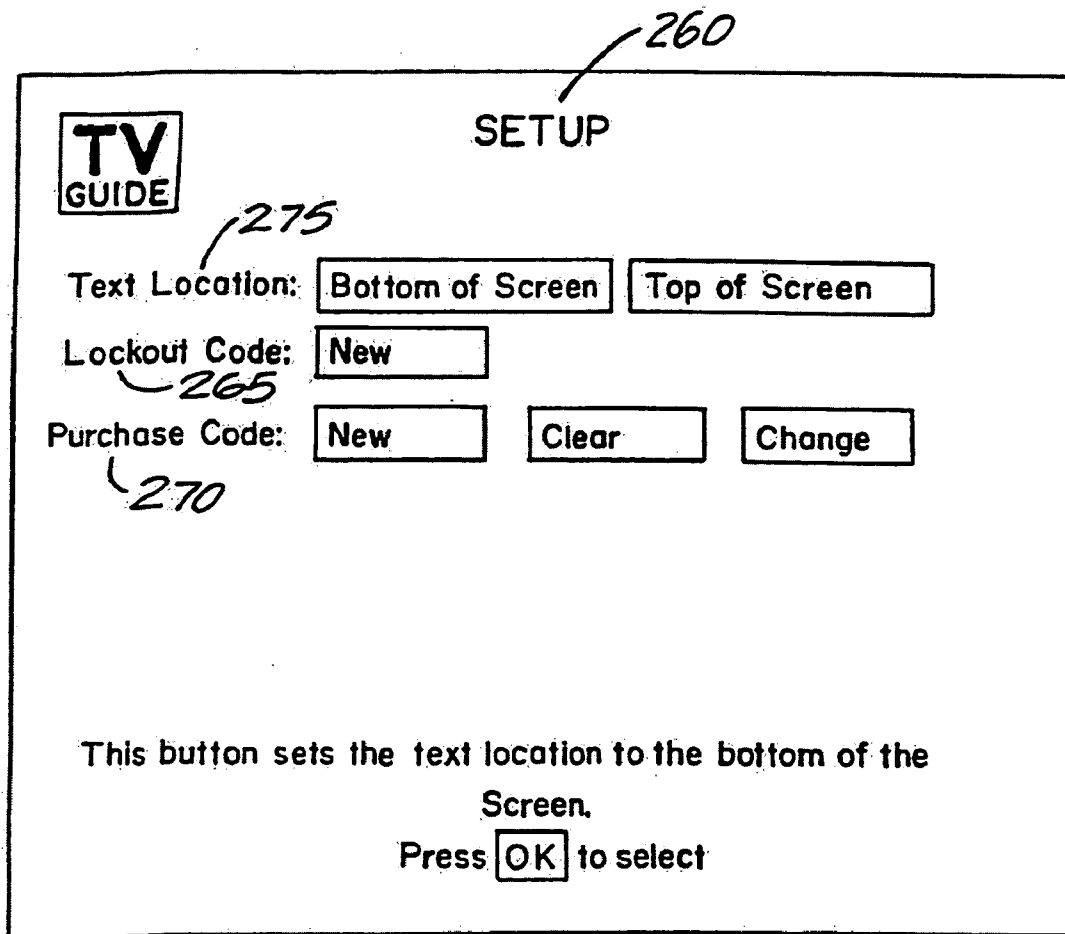 260
SETUP
TV
GUIDE
275
Text Location: Bottom of Screen Top of Screen
Lockout Code: New
265
Purchase Code: New Clear Change
270
This button sets the text location to the bottom of the
Screen.
Press OK to select